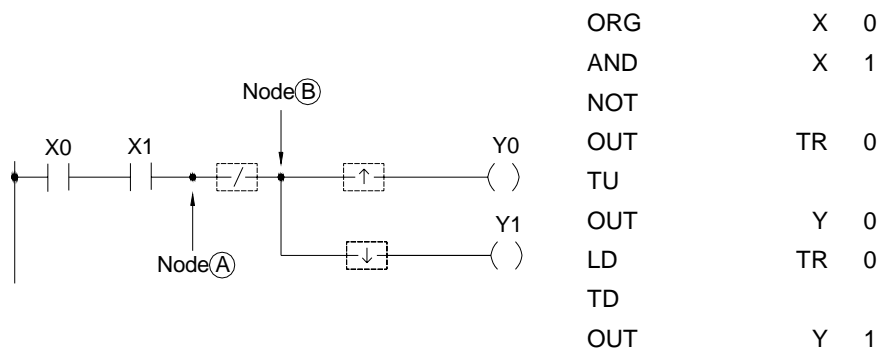 Node Ⓑ
X0 X1 Y0
Y1
Node Ⓐ
ORG X 0
AND X 1
NOT
OUT TR 0
TU
OUT Y 0
LD TR 0
TD
OUT Y 1